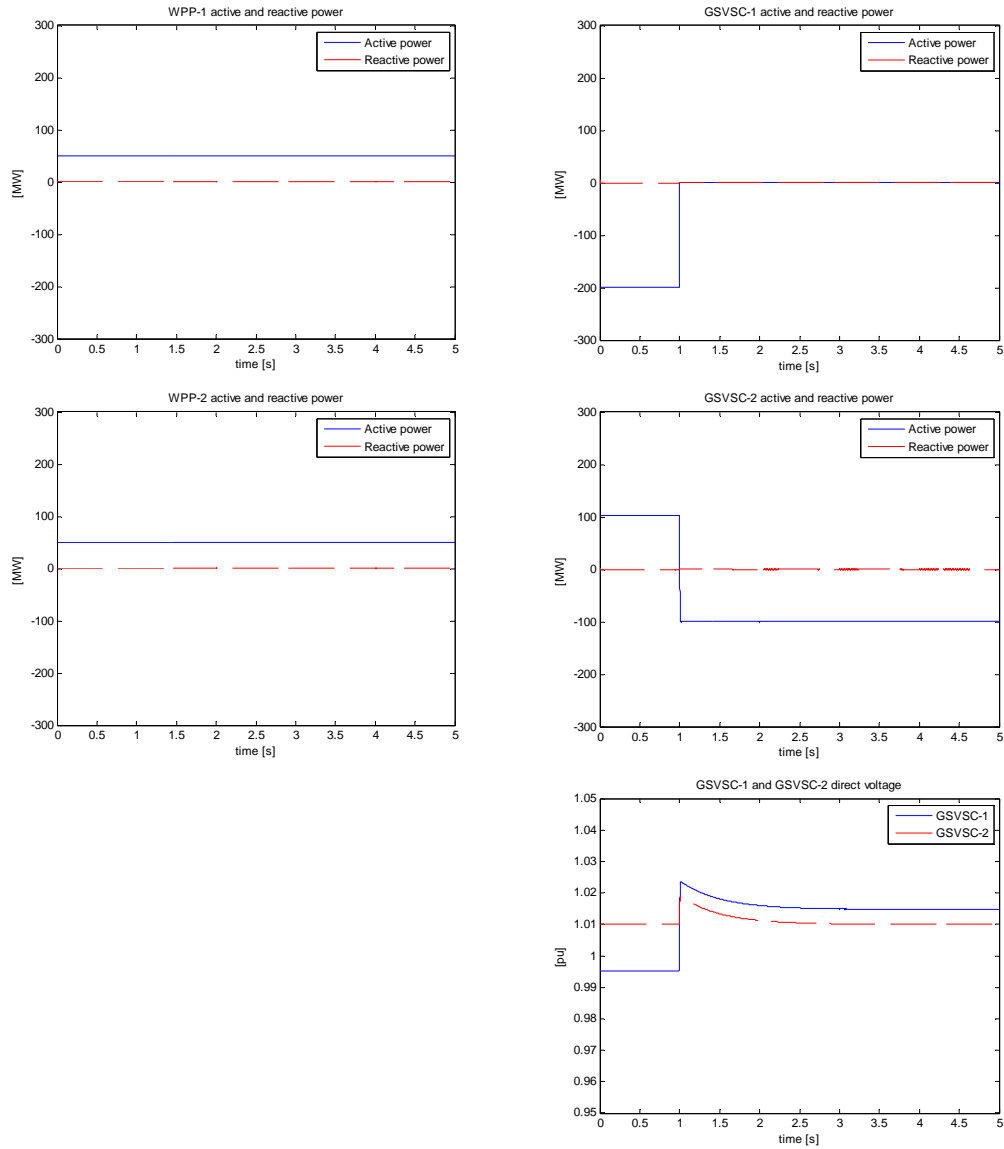 WPP-1 active and reactive power
300
200
100
0
-100
-200
-300
[MW]
Active power
Reactive power
0 0.5 1 1.5 2 2.5 3 3.5 4 4.5 5
time [s]
GSVSC-1 active and reactive power
300
200
100
0
-100
-200
-300
[MW]
Active power
Reactive power
0 0.5 1 1.5 2 2.5 3 3.5 4 4.5 5
time [s]
WPP-2 active and reactive power
300
200
100
0
-100
-200
-300
[MW]
Active power
Reactive power
0 0.5 1 1.5 2 2.5 3 3.5 4 4.5 5
time [s]
GSVSC-2 active and reactive power
300
200
100
0
-100
-200
-300
[MW]
Active power
Reactive power
0 0.5 1 1.5 2 2.5 3 3.5 4 4.5 5
time [s]
GSVSC-1 and GSVSC-2 direct voltage
1.05
1.04
1.03
1.02
1.01
1
0.99
0.98
0.97
0.96
0.95
[pu]
GSVSC-1
GSVSC-2
0 0.5 1 1.5 2 2.5 3 3.5 4 4.5 5
time [s]